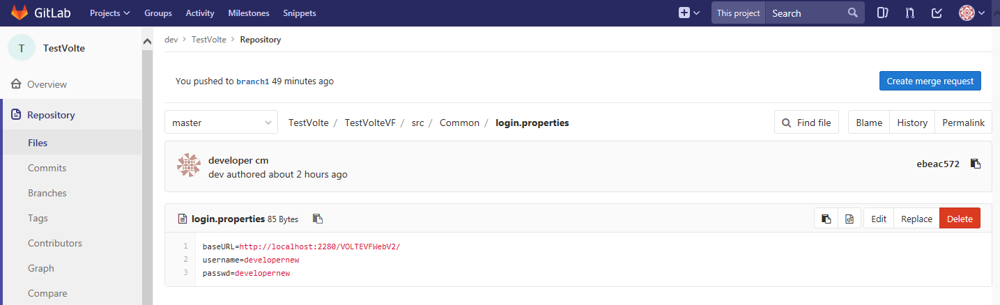 GitLab Projects Groups Activity Milestones Snippets This project Search
T TestVolte
dev > TestVolte > Repository
Overview
You pushed to branch1 49 minutes ago Create merge request
Repository
master TestVolte / TestVolteVF / src / Common / login.properties Find file Blame History Permalink
Files
developer cm
dev authored about 2 hours ago ebeac572
Commits
Branches
Tags
Contributors
Graph
Compare
login.properties 85 Bytes Edit Replace Delete
1 baseURL=http://localhost:2280/VOLTEVFWebV2/
2 username=developernew
3 passwd=developernew